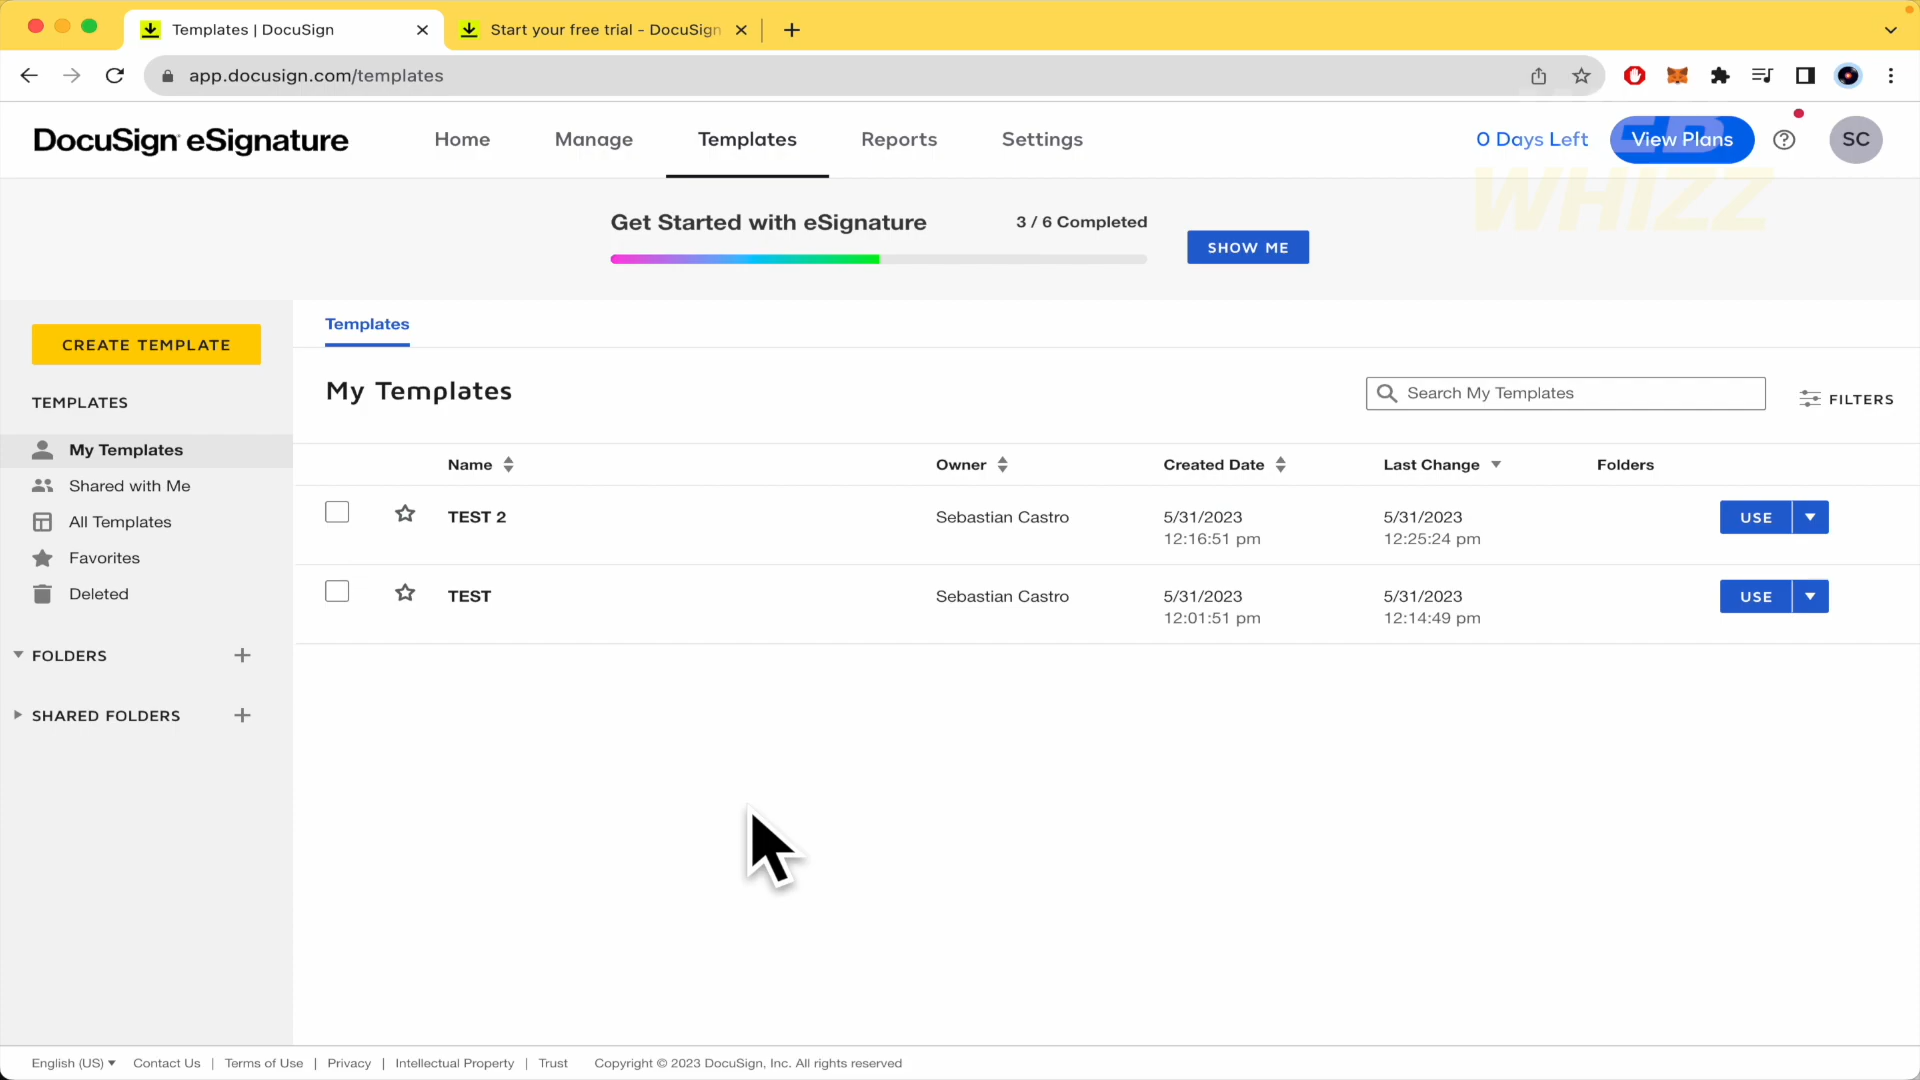 Templates | DocuSign
Start your free trial - DocuSign
app.docusign.com/templates
DocuSign eSignature
Home
Manage
Templates
Reports
Settings
0 Days Left
View Plans
SC
WHIZZ
Get Started with eSignature
3 / 6 Completed
SHOW ME
CREATE TEMPLATE
TEMPLATES
My Templates
Shared with Me
All Templates
Favorites
Deleted
FOLDERS
SHARED FOLDERS
Templates
My Templates
Search My Templates
FILTERS
Name Owner Created Date Last Change Folders
TEST 2 Sebastian Castro 5/31/2023 5/31/2023 USE
12:16:51 pm 12:25:24 pm
TEST Sebastian Castro 5/31/2023 5/31/2023 USE
12:01:51 pm 12:14:49 pm
English (US) Contact Us | Terms of Use | Privacy | Intellectual Property | Trust Copyright © 2023 DocuSign, Inc. All rights reserved